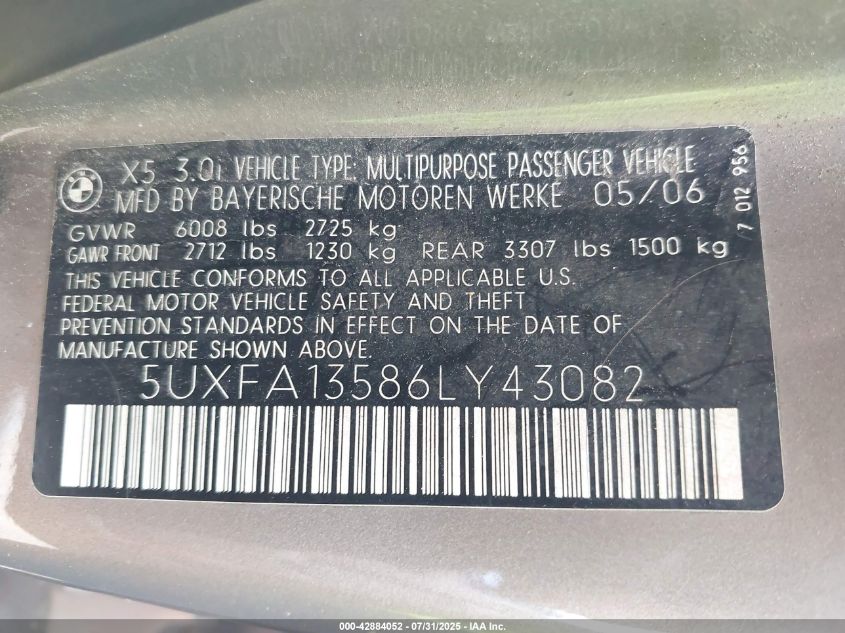 X5 3.0i VEHICLE TYPE: MULTIPURPOSE PASSENGER VEHICLE
MFD BY BAYERISCHE MOTOREN WERKE 05/06
GVWR 6008 lbs 2725 kg
GAWR FRONT 2712 lbs 1230 kg REAR 3307 lbs 1500 kg
THIS VEHICLE CONFORMS TO ALL APPLICABLE U.S.
FEDERAL MOTOR VEHICLE SAFETY AND THEFT
PREVENTION STANDARDS IN EFFECT ON THE DATE OF
MANUFACTURE SHOWN ABOVE.
5UXFA13586LY43082
7 012 956
000-42884052 - 07/31/2025 - IAA Inc.